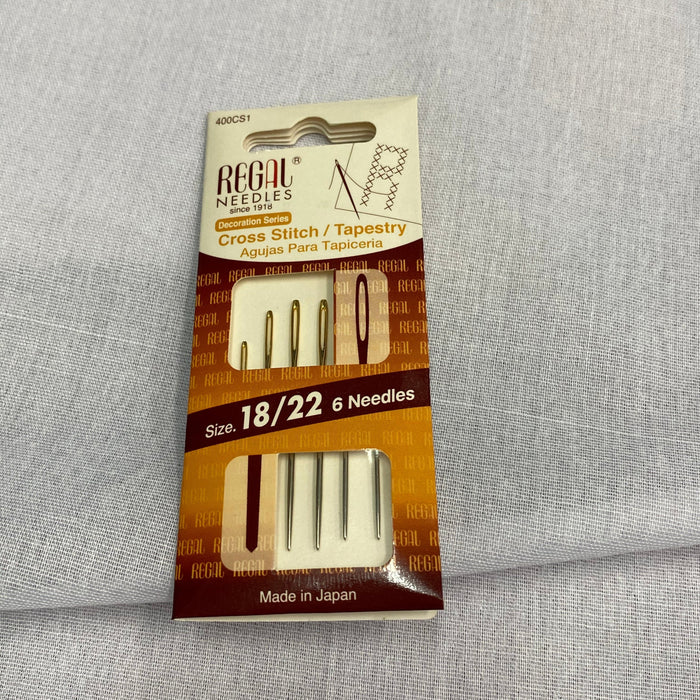 400CS1
REGAL®
NEEDLES
since 1918
Decoration Series
Cross Stitch / Tapestry
Agujas Para Tapiceria
Size. 18/22 6 Needles
Made in Japan